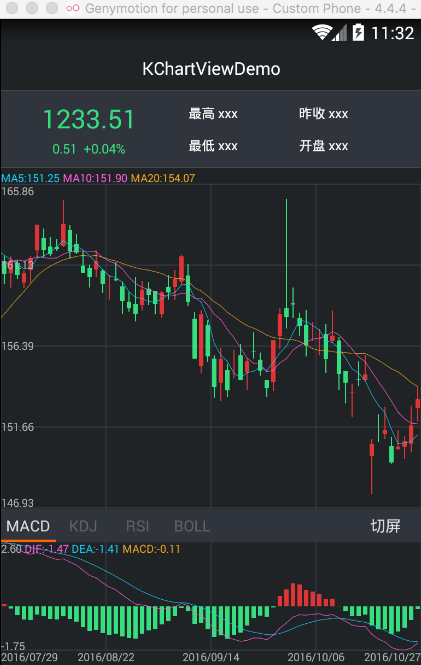 Genymotion for personal use - Custom Phone - 4.4.4 -
11:32
KChartViewDemo
1233.51 最高 xxx 昨收 xxx
0.51 +0.04% 最低 xxx 开盘 xxx
MA5:151.25 MA10:151.90 MA20:154.07
165.86
161.13
156.39
151.66
146.93
MACD KDJ RSI BOLL 切屏
2.60 DIF:-1.47 DEA:-1.41 MACD:-0.11
-1.75
2016/07/29 2016/08/22 2016/09/14 2016/10/06 2016/10/27